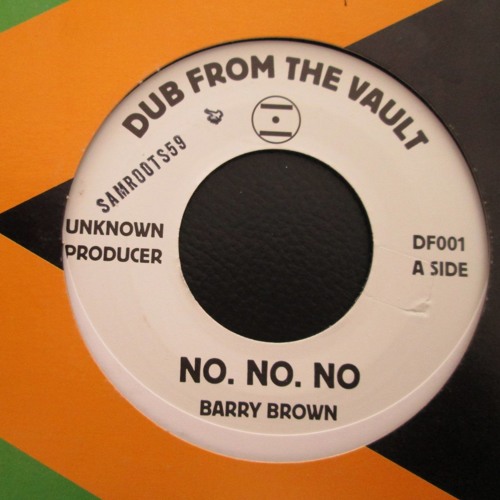 DUB FROM THE VAULT
SAMROOTS59
UNKNOWN
PRODUCER
DF001
A SIDE
NO. NO. NO
BARRY BROWN